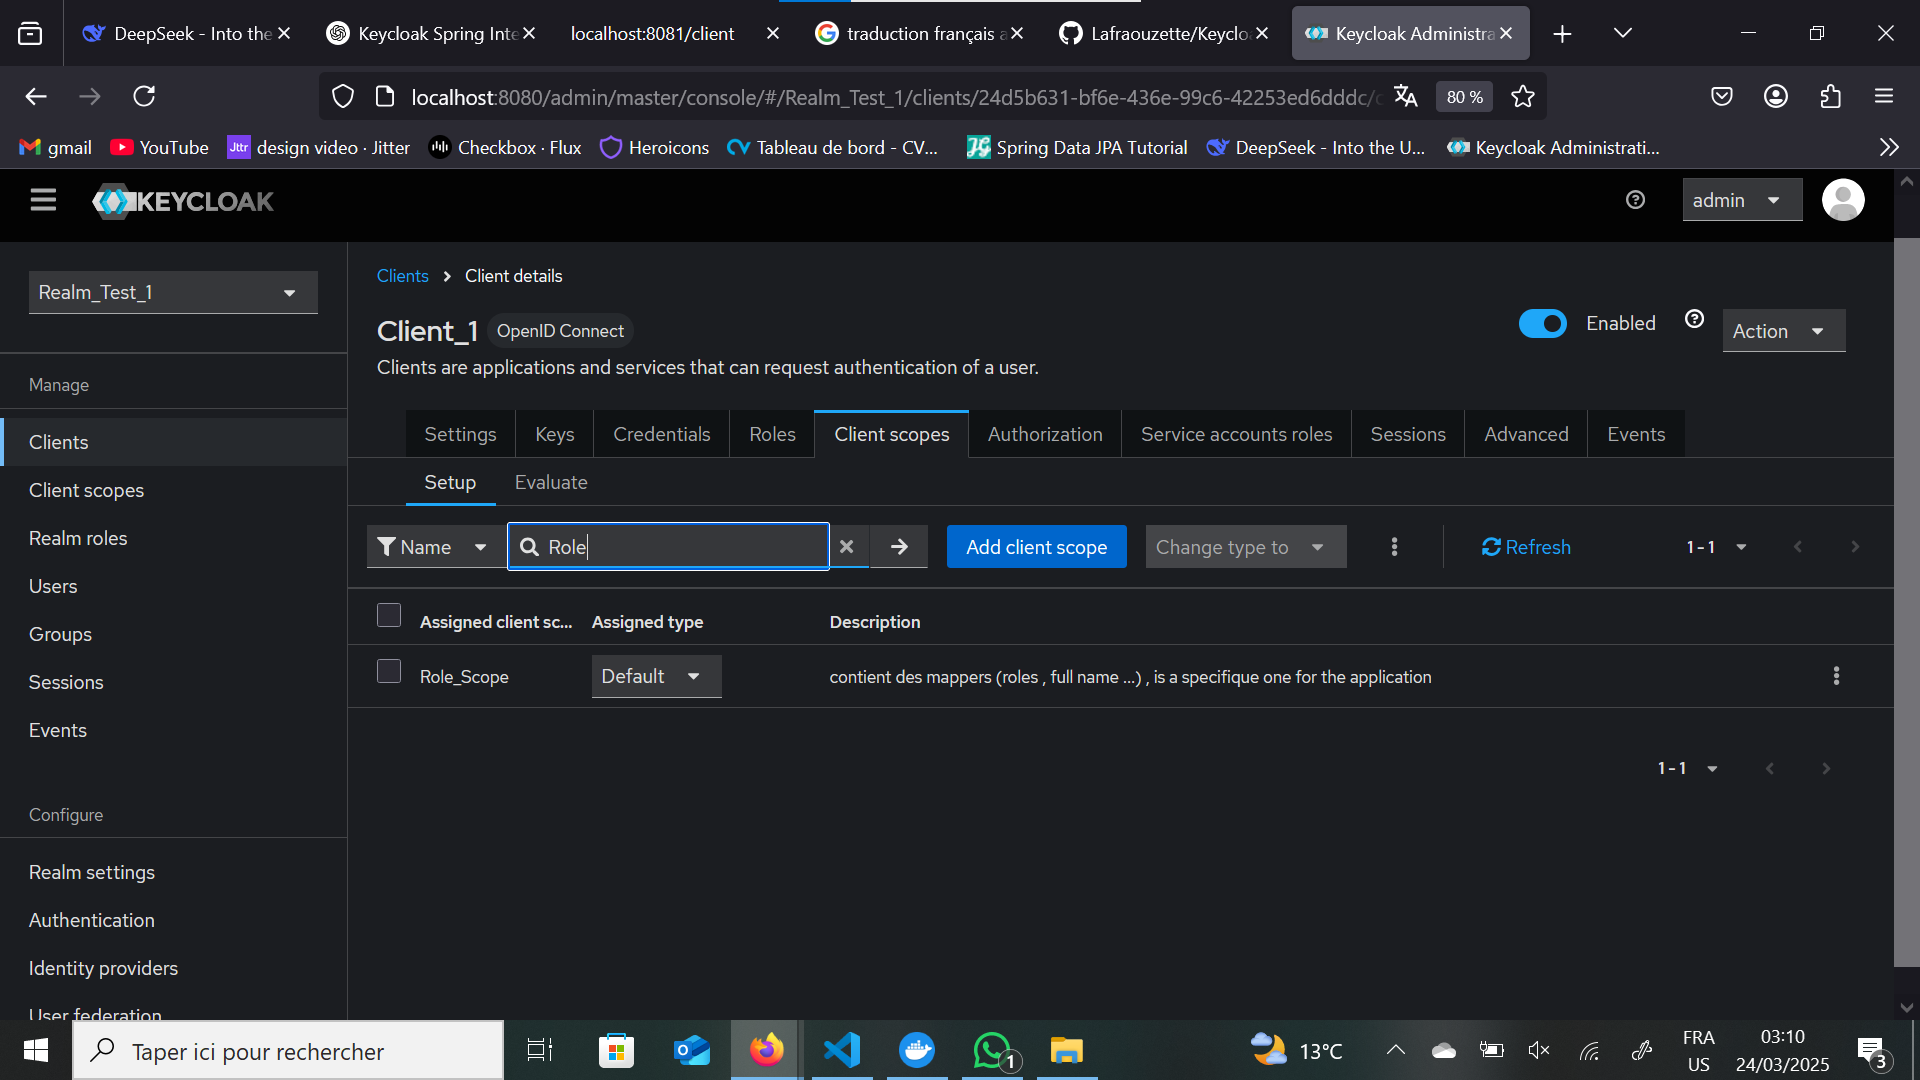 DeepSeek - Into the
Keycloak Spring Inte
localhost:8081/client
traduction français a
Lafraouzette/Keyclo
Keycloak Administra
localhost:8080/admin/master/console/#/Realm_Test_1/clients/24d5b631-bf6e-436e-99c6-42253ed6dddc/c
80 %
gmail
YouTube
Jttr
design video · Jitter
Checkbox · Flux
Heroicons
Tableau de bord - CV...
Spring Data JPA Tutorial
DeepSeek - Into the U...
Keycloak Administrati...
KEYCLOAK
admin
Realm_Test_1
Manage
Clients
Client scopes
Realm roles
Users
Groups
Sessions
Events
Configure
Realm settings
Authentication
Identity providers
User federation
Clients
Client details
Client_1
OpenID Connect
Enabled
Action
Clients are applications and services that can request authentication of a user.
Settings
Keys
Credentials
Roles
Client scopes
Authorization
Service accounts roles
Sessions
Advanced
Events
Setup
Evaluate
Name
Role
Add client scope
Change type to
Refresh
1 - 1
Assigned client sc...
Assigned type
Description
Role_Scope
Default
contient des mappers (roles , full name ...) , is a specifique one for the application
1 - 1
Taper ici pour rechercher
1
13°C
FRA
US
03:10
24/03/2025
3